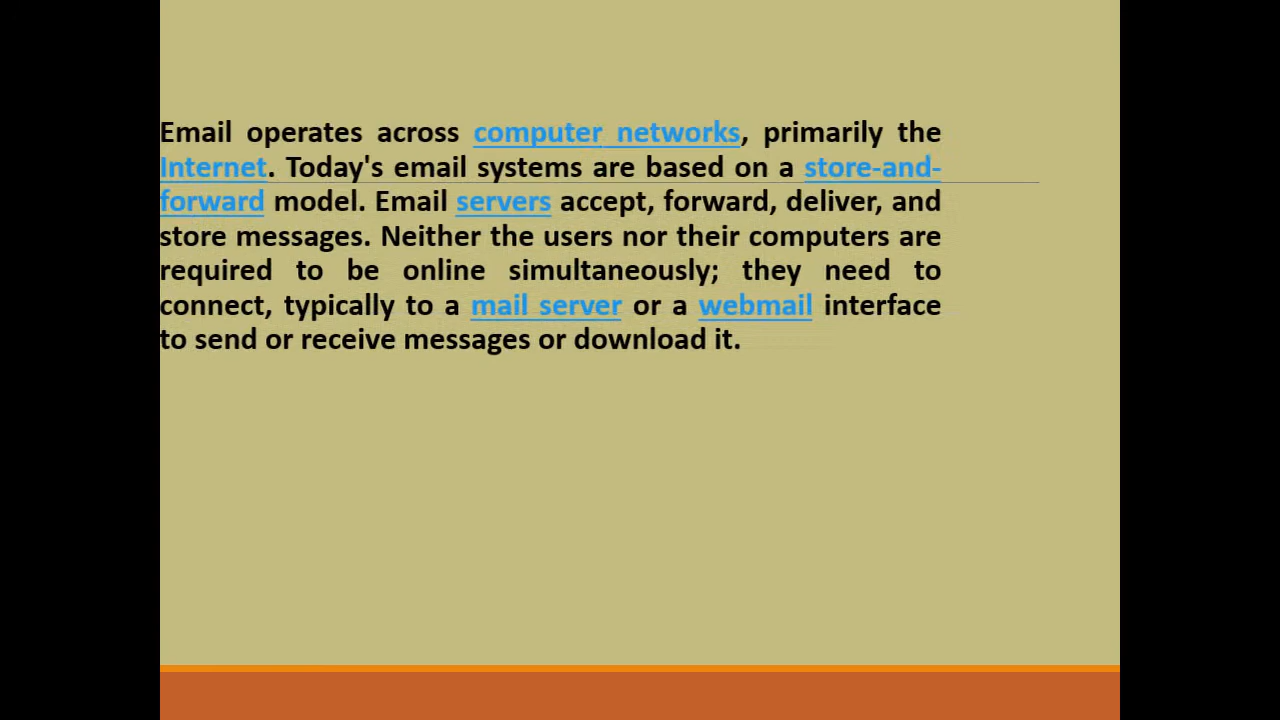 Email operates across computer networks, primarily the
Internet. Today's email systems are based on a store-and-
forward model. Email servers accept, forward, deliver, and
store messages. Neither the users nor their computers are
required to be online simultaneously; they need to
connect, typically to a mail server or a webmail interface
to send or receive messages or download it.